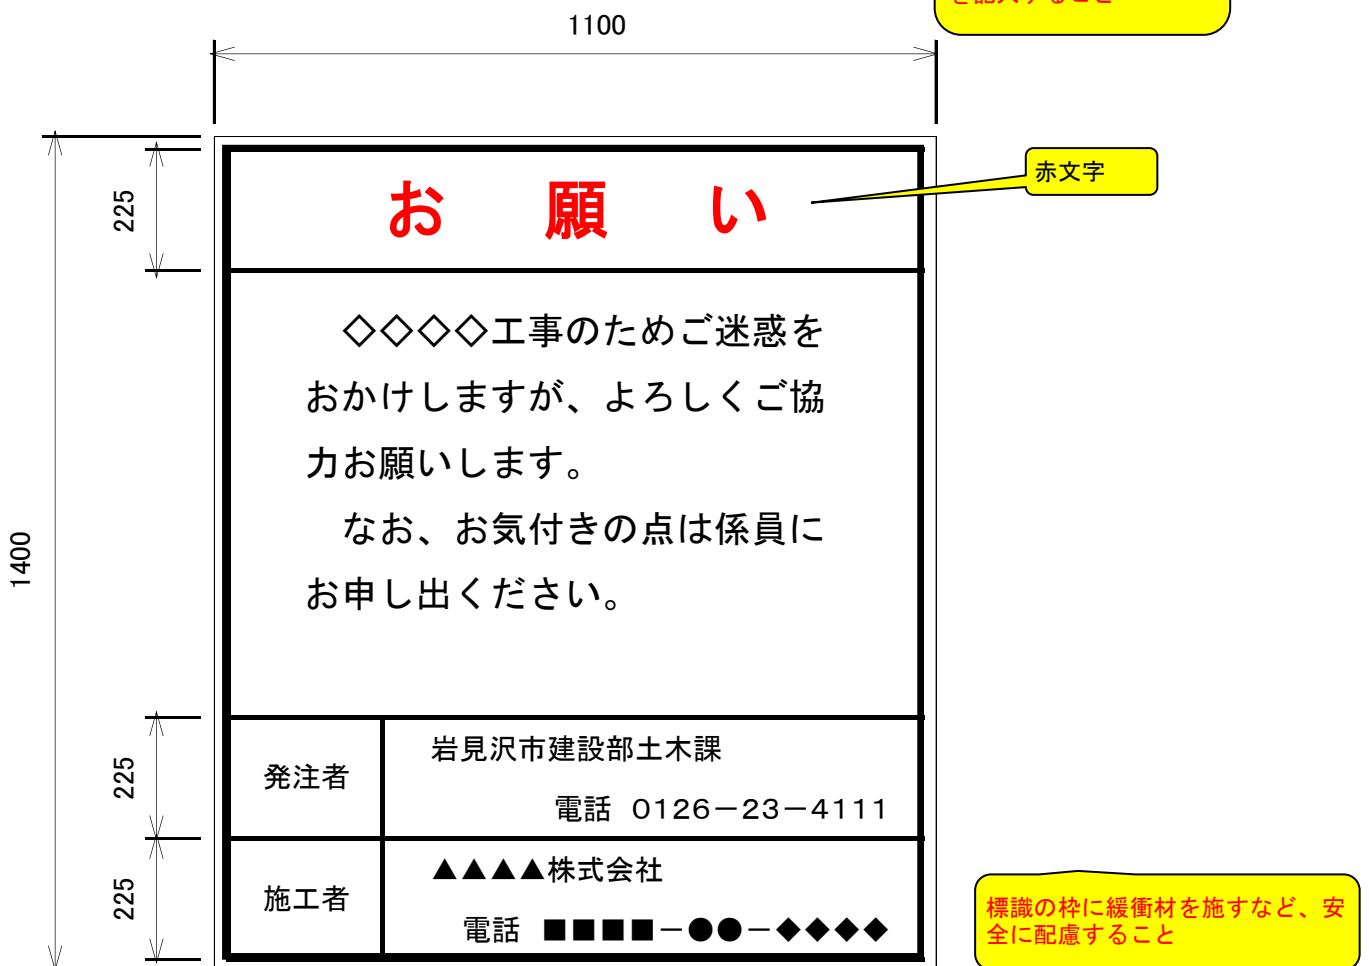 1100
赤文字
225
お　願　い
◇◇◇◇工事のためご迷惑を
おかけしますが、よろしくご協
力お願いします。
なお、お気付きの点は係員に
お申し出ください。
1400
225
発注者
岩見沢市建設部土木課
電話 0126－23－4111
225
施工者
▲▲▲▲株式会社
電話 ■■■■－●●－◆◆◆◆
標識の枠に緩衝材を施すなど、安
全に配慮すること